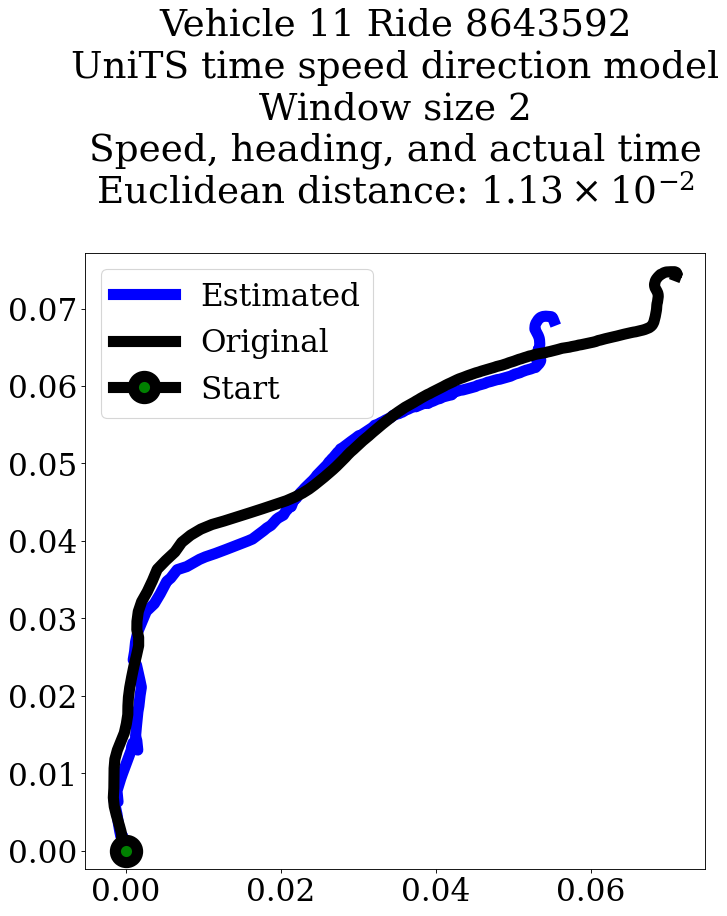 Vehicle 11 Ride 8643592
UniTS time speed direction model
Window size 2
Speed, heading, and actual time
Euclidean distance: 1.13 × 10⁻²
Estimated
Original
Start
0.07
0.06
0.05
0.04
0.03
0.02
0.01
0.00
0.00 0.02 0.04 0.06